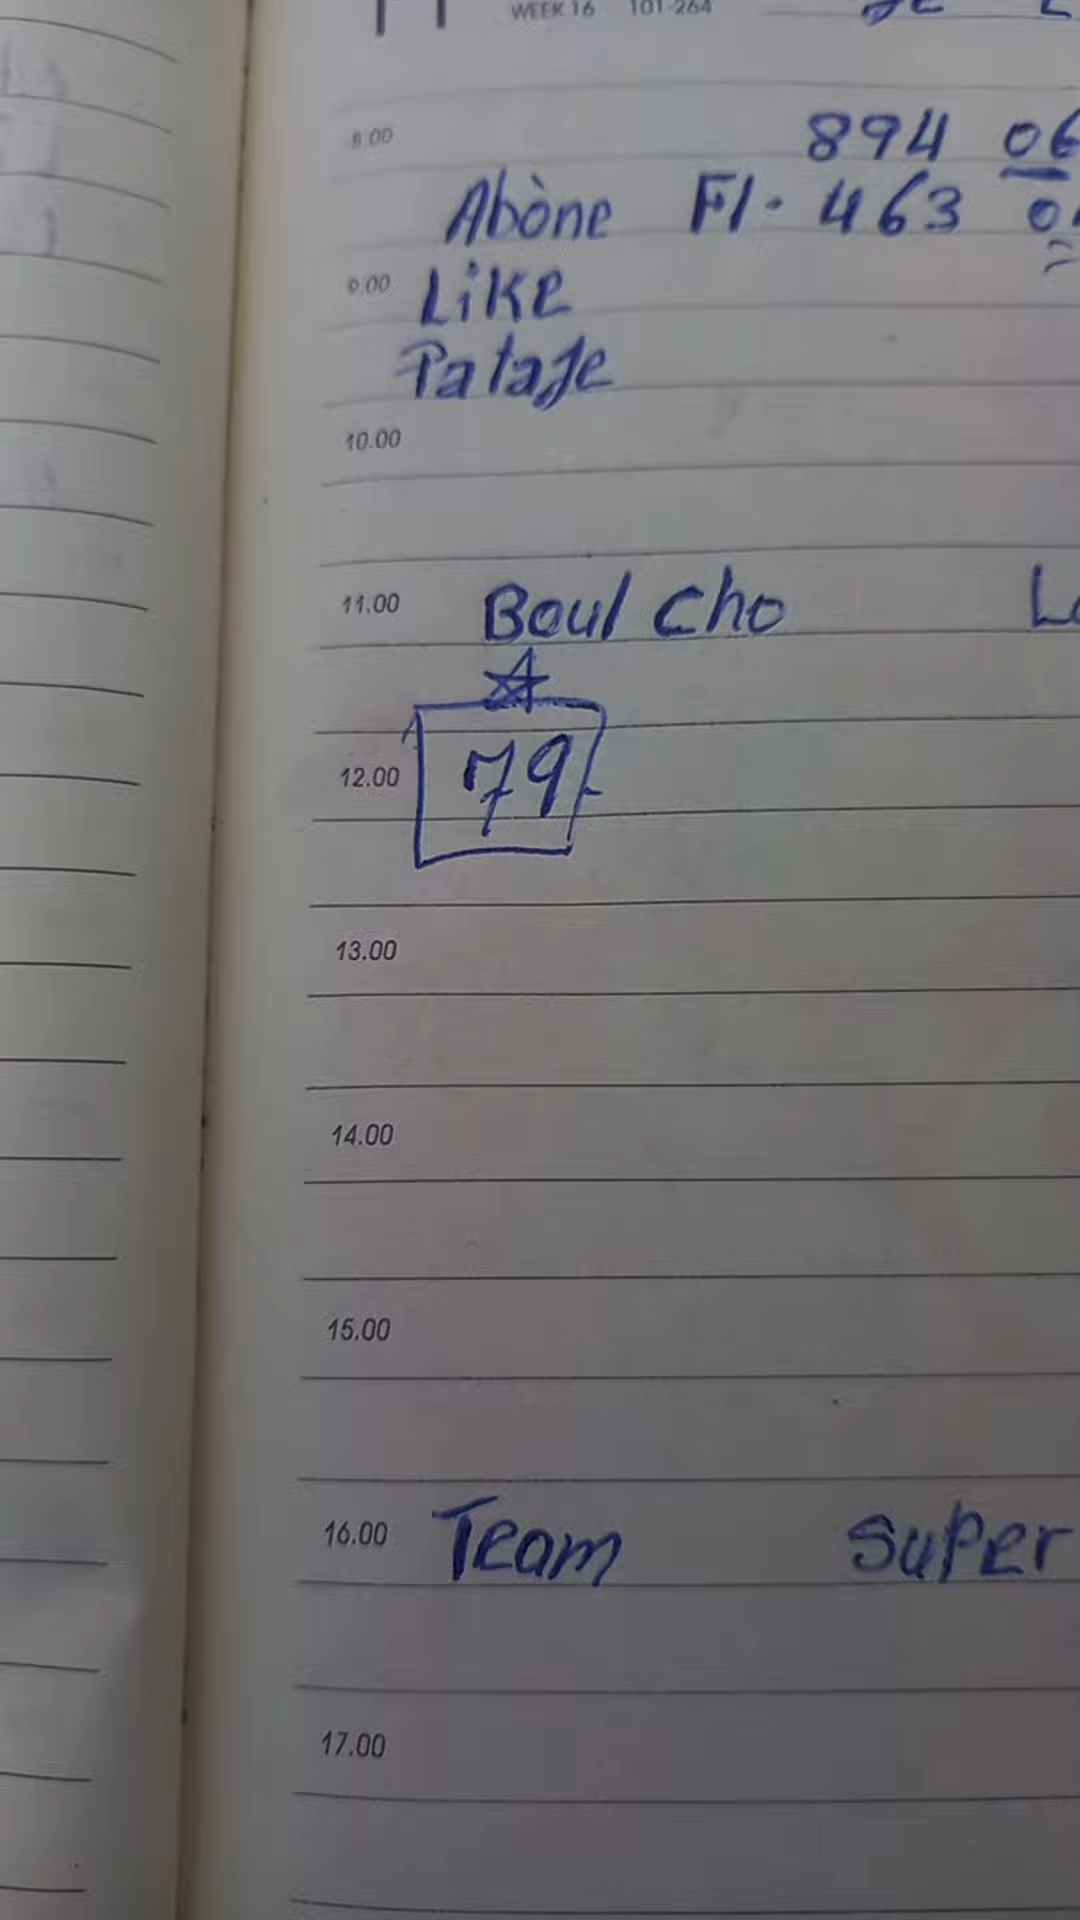 WEEK 16 101-264
8.00 894 06
Abòne Fl. 463
9.00 Like
Pataje
10.00
11.00 Boul cho
12.00 79
13.00
14.00
15.00
16.00 Team Super
17.00